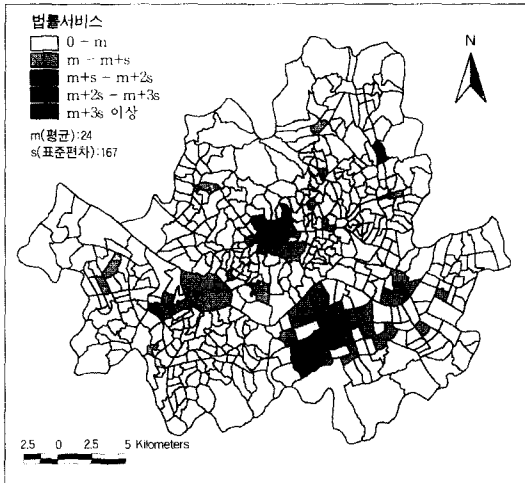 법률서비스
0 - m
m - m+s
m+s - m+2s
m+2s - m+3s
m+3s 이상
m(평균):24
s(표준편차):167
N
2.5 0 2.5 5 Kilometers